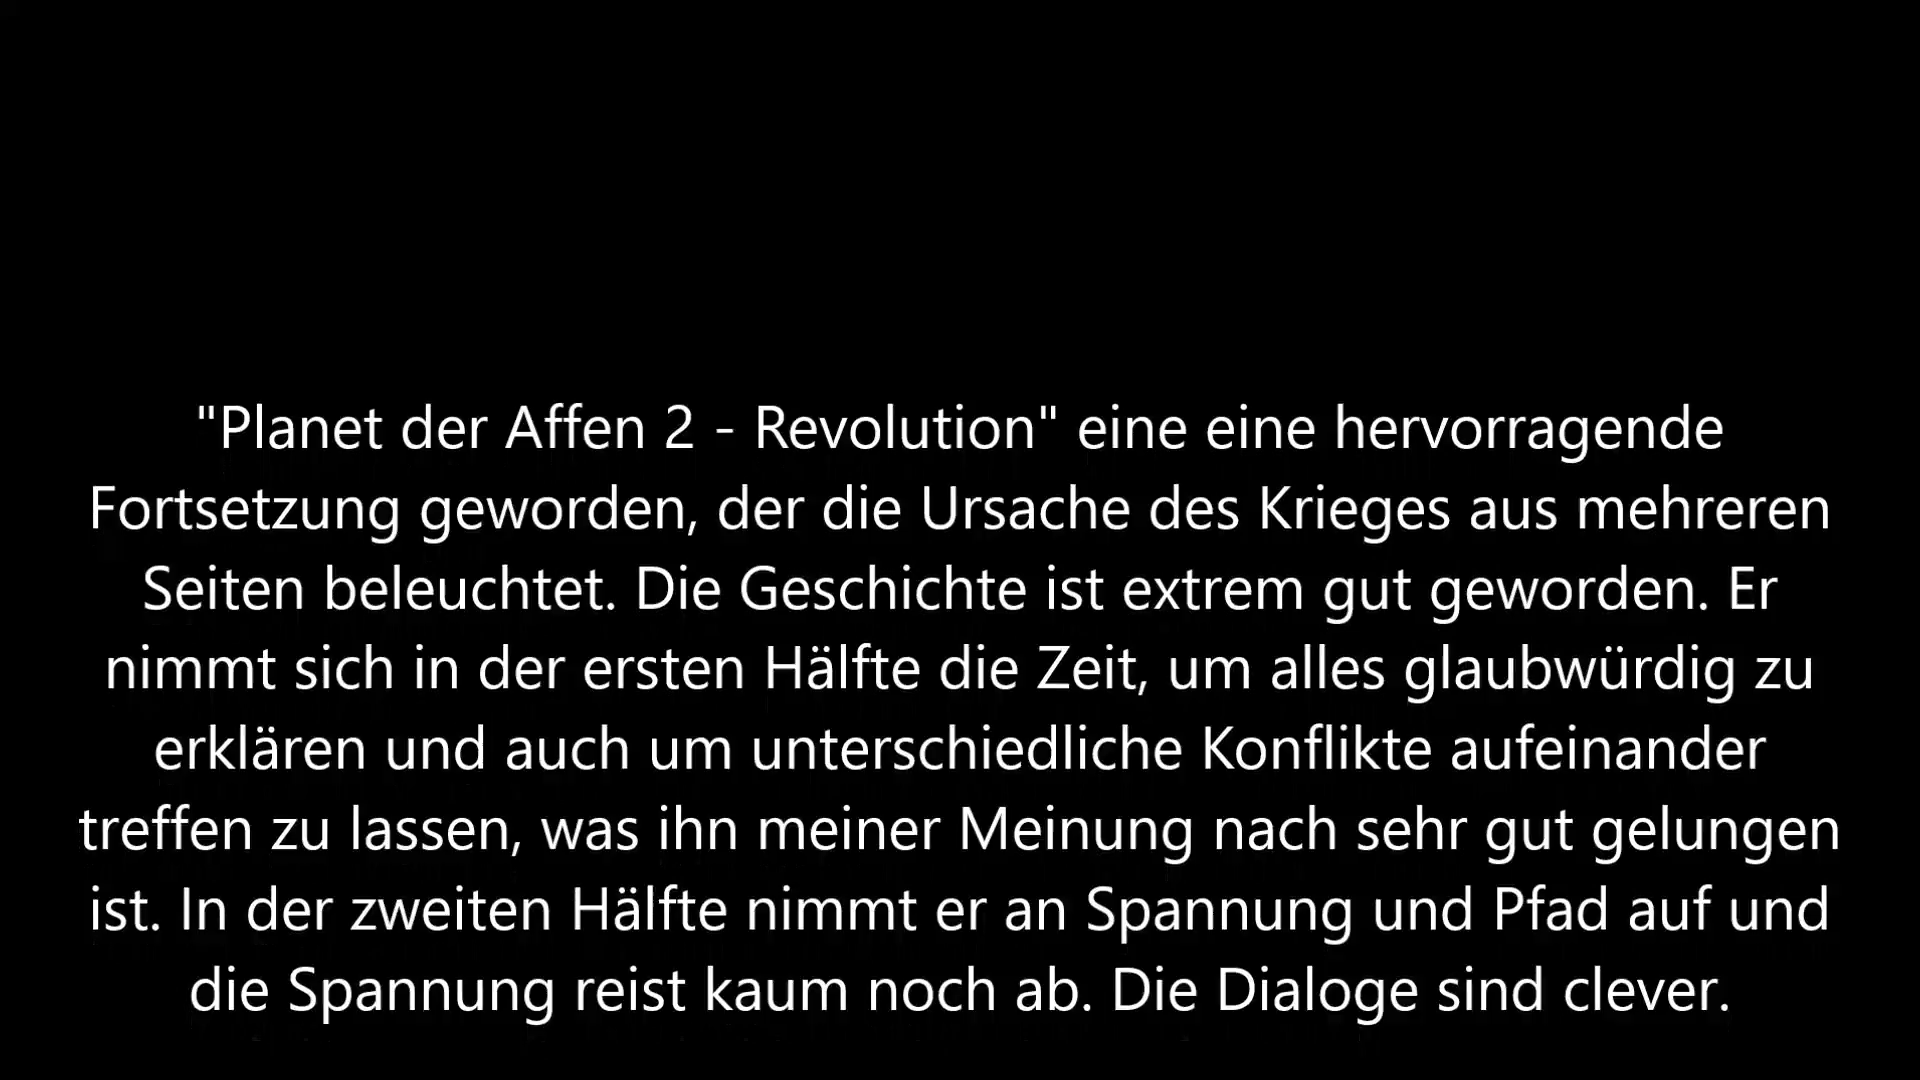 "Planet der Affen 2 - Revolution" eine eine hervorragende
Fortsetzung geworden, der die Ursache des Krieges aus mehreren
Seiten beleuchtet. Die Geschichte ist extrem gut geworden. Er
nimmt sich in der ersten Hälfte die Zeit, um alles glaubwürdig zu
erklären und auch um unterschiedliche Konflikte aufeinander
treffen zu lassen, was ihn meiner Meinung nach sehr gut gelungen
ist. In der zweiten Hälfte nimmt er an Spannung und Pfad auf und
die Spannung reist kaum noch ab. Die Dialoge sind clever.